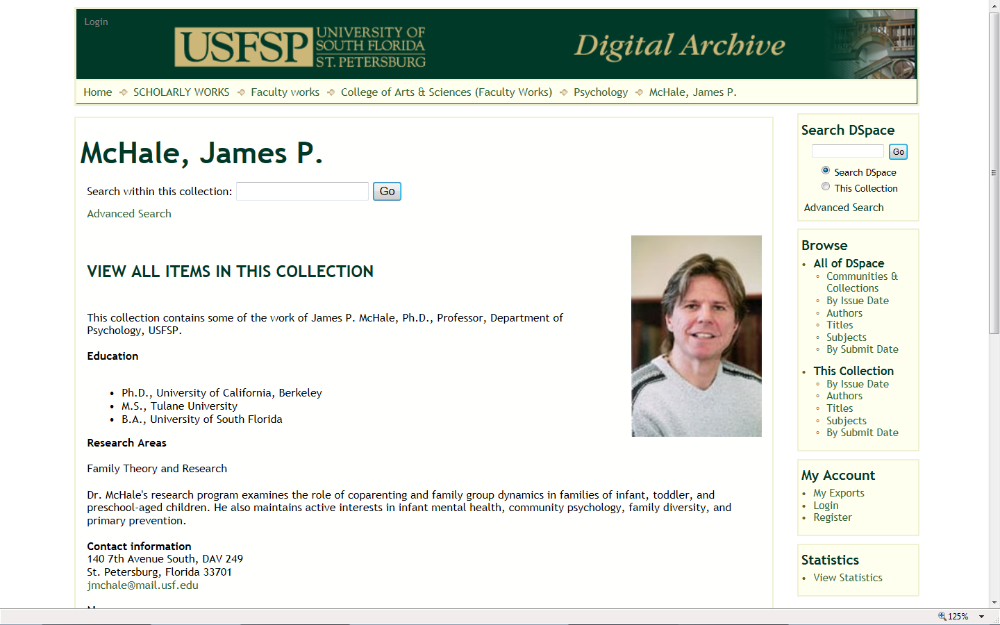 Login
USFSP UNIVERSITY OF
SOUTH FLORIDA
ST. PETERSBURG
Digital Archive
Home SCHOLARLY WORKS Faculty works College of Arts & Sciences (Faculty Works) Psychology McHale, James P.
McHale, James P.
Search within this collection: Go
Advanced Search
VIEW ALL ITEMS IN THIS COLLECTION
This collection contains some of the work of James P. McHale, Ph.D., Professor, Department of
Psychology, USFSP.
Education
• Ph.D., University of California, Berkeley
• M.S., Tulane University
• B.A., University of South Florida
Research Areas
Family Theory and Research
Dr. McHale's research program examines the role of coparenting and family group dynamics in families of infant, toddler, and
preschool-aged children. He also maintains active interests in infant mental health, community psychology, family diversity, and
primary prevention.
Contact information
140 7th Avenue South, DAV 249
St. Petersburg, Florida 33701
jmchale@mail.usf.edu
Search DSpace
Go
Search DSpace
This Collection
Advanced Search
Browse
• All of DSpace
◦ Communities &
Collections
◦ By Issue Date
◦ Authors
◦ Titles
◦ Subjects
◦ By Submit Date
• This Collection
◦ By Issue Date
◦ Authors
◦ Titles
◦ Subjects
◦ By Submit Date
My Account
• My Exports
• Login
• Register
Statistics
• View Statistics
125%